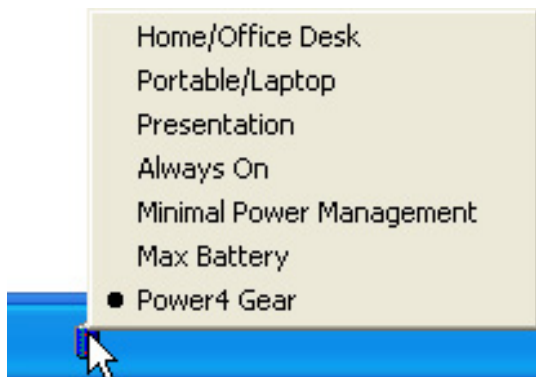 Home/Office Desk
Portable/Laptop
Presentation
Always On
Minimal Power Management
Max Battery
Power4 Gear